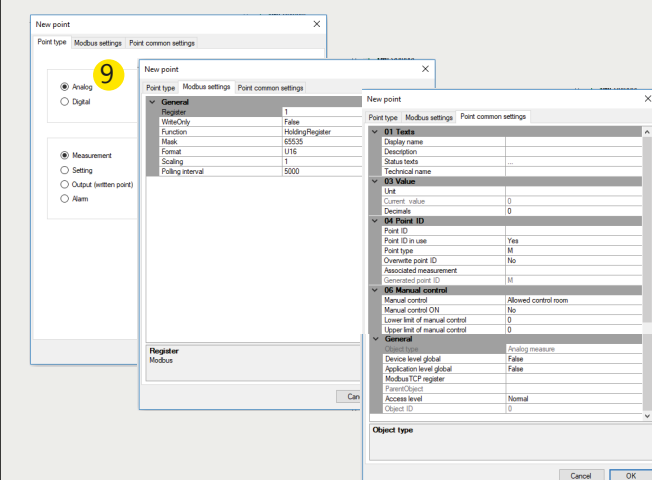 New point
Point type Modbus settings Point common settings
9
Analog
Digital
Measurement
Setting
Output (written point)
Alarm
New point
Point type Modbus settings Point common settings
General
Register 1
WriteOnly False
Function HoldingRegister
Mask 65535
Format U16
Scaling 1
Polling interval 5000
Register
Modbus
New point
Point type Modbus settings Point common settings
01 Texts
Display name
Description
Status texts ...
Technical name
03 Value
Unit
Current value 0
Decimals 0
04 Point ID
Point ID
Point ID in use Yes
Point type M
Overwrite point ID No
Associated measurement
Generated point ID M
06 Manual control
Manual control Allowed control room
Manual control ON No
Lower limit of manual control 0
Upper limit of manual control 0
General
Object type Analog measure
Device level global False
Application level global False
ModbusTCP register
ParentObject
Access level Normal
Object ID 0
Object type
Cancel OK